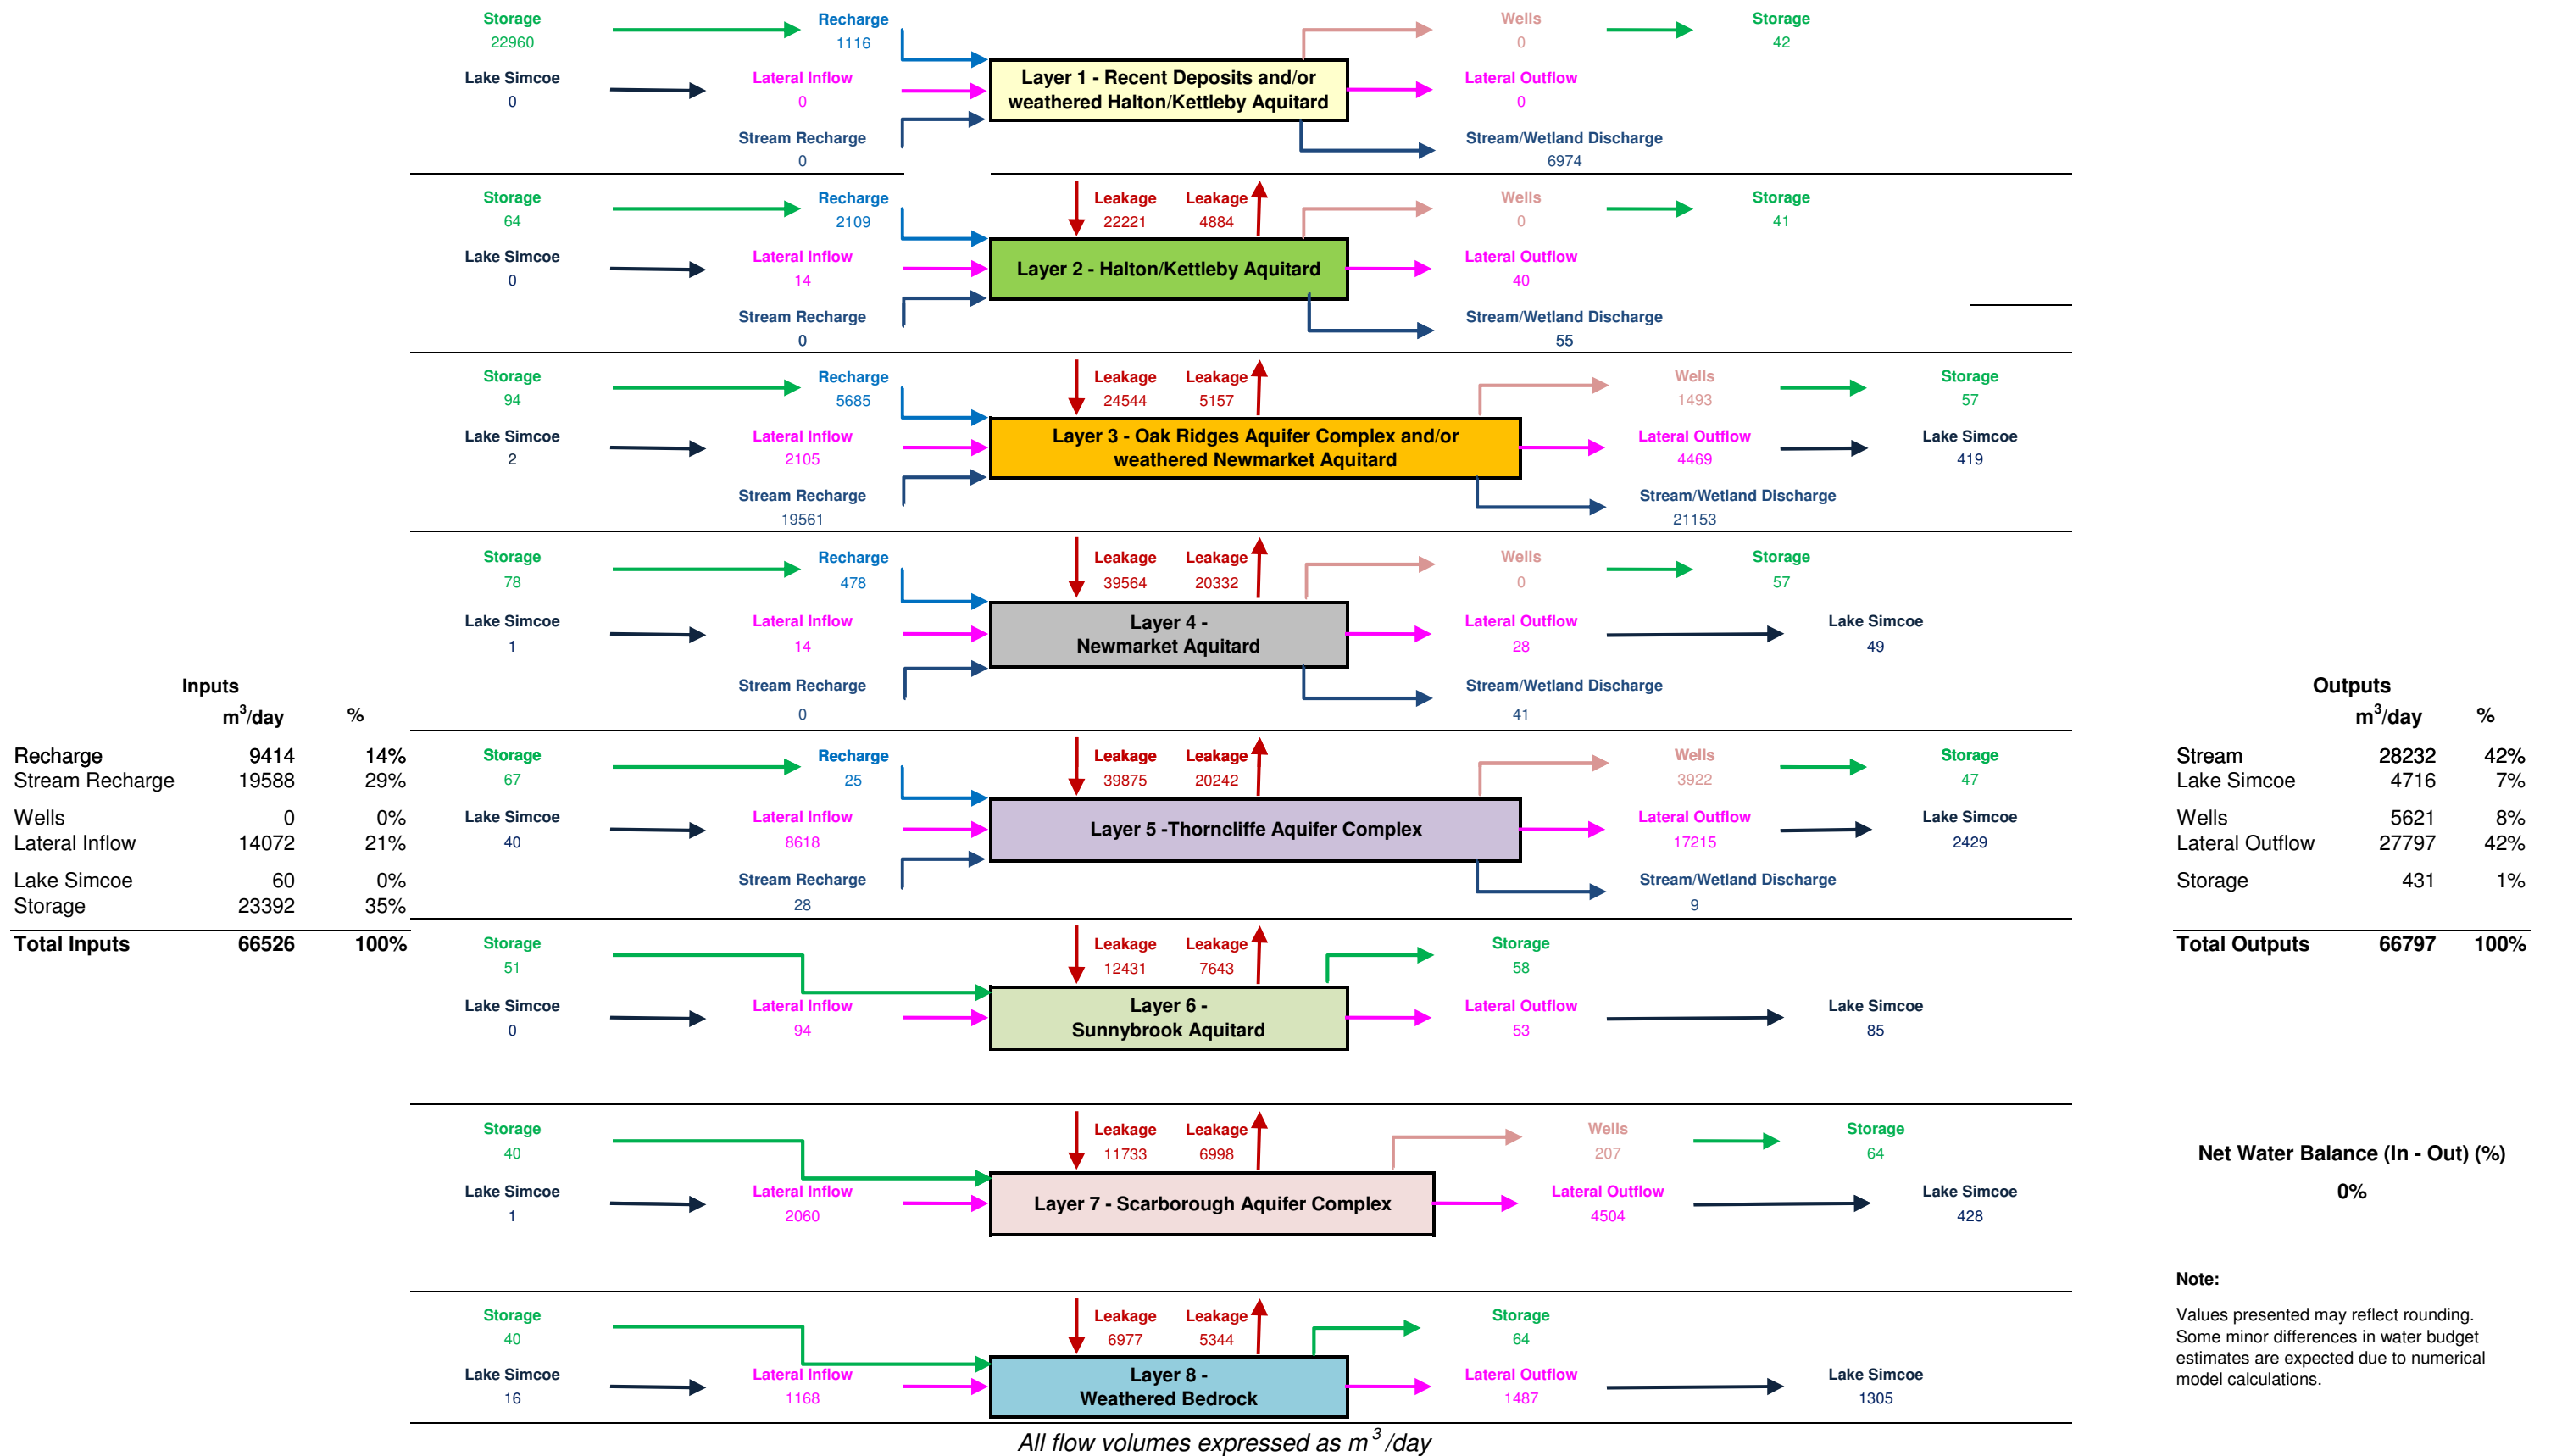 Storage Recharge Wells Storage
22960 1116 0 42
Lake Simcoe Lateral Inflow Layer 1 - Recent Deposits and/or Lateral Outflow
0 0 weathered Halton/Kettleby Aquitard 0
Stream Recharge Stream/Wetland Discharge
0 6974
Storage Recharge Leakage Leakage Wells Storage
64 2109 22221 4884 0 41
Lake Simcoe Lateral Inflow Layer 2 - Halton/Kettleby Aquitard Lateral Outflow
0 14 40
Stream Recharge Stream/Wetland Discharge
0 55
Storage Recharge Leakage Leakage Wells Storage
94 5685 24544 5157 1493 57
Lake Simcoe Lateral Inflow Layer 3 - Oak Ridges Aquifer Complex and/or Lateral Outflow Lake Simcoe
2 2105 weathered Newmarket Aquitard 4469 419
Stream Recharge Stream/Wetland Discharge
19561 21153
Storage Recharge Leakage Leakage Wells Storage
78 478 39564 20332 0 57
Lake Simcoe Lateral Inflow Layer 4 - Lateral Outflow Lake Simcoe
1 14 Newmarket Aquitard 28 49
Stream Recharge Stream/Wetland Discharge
0 41
Storage Recharge Leakage Leakage Wells Storage
67 25 39875 20242 3922 47
Lake Simcoe Lateral Inflow Layer 5 -Thorncliffe Aquifer Complex Lateral Outflow Lake Simcoe
40 8618 17215 2429
Stream Recharge Stream/Wetland Discharge
28 9
Storage Leakage Leakage Storage
51 12431 7643 58
Lake Simcoe Lateral Inflow Layer 6 - Lateral Outflow Lake Simcoe
0 94 Sunnybrook Aquitard 53 85
Storage Leakage Leakage Wells Storage
40 11733 6998 207 64
Lake Simcoe Lateral Inflow Layer 7 - Scarborough Aquifer Complex Lateral Outflow Lake Simcoe
1 2060 4504 428
Storage Leakage Leakage Storage
40 6977 5344 64
Lake Simcoe Lateral Inflow Layer 8 - Lateral Outflow Lake Simcoe
16 1168 Weathered Bedrock 1487 1305
All flow volumes expressed as m³/day
Inputs
m³/day %
Recharge 9414 14%
Stream Recharge 19588 29%
Wells 0 0%
Lateral Inflow 14072 21%
Lake Simcoe 60 0%
Storage 23392 35%
Total Inputs 66526 100%
Outputs
m³/day %
Stream 28232 42%
Lake Simcoe 4716 7%
Wells 5621 8%
Lateral Outflow 27797 42%
Storage 431 1%
Total Outputs 66797 100%
Net Water Balance (In - Out) (%)
0%
Note:
Values presented may reflect rounding.
Some minor differences in water budget
estimates are expected due to numerical
model calculations.